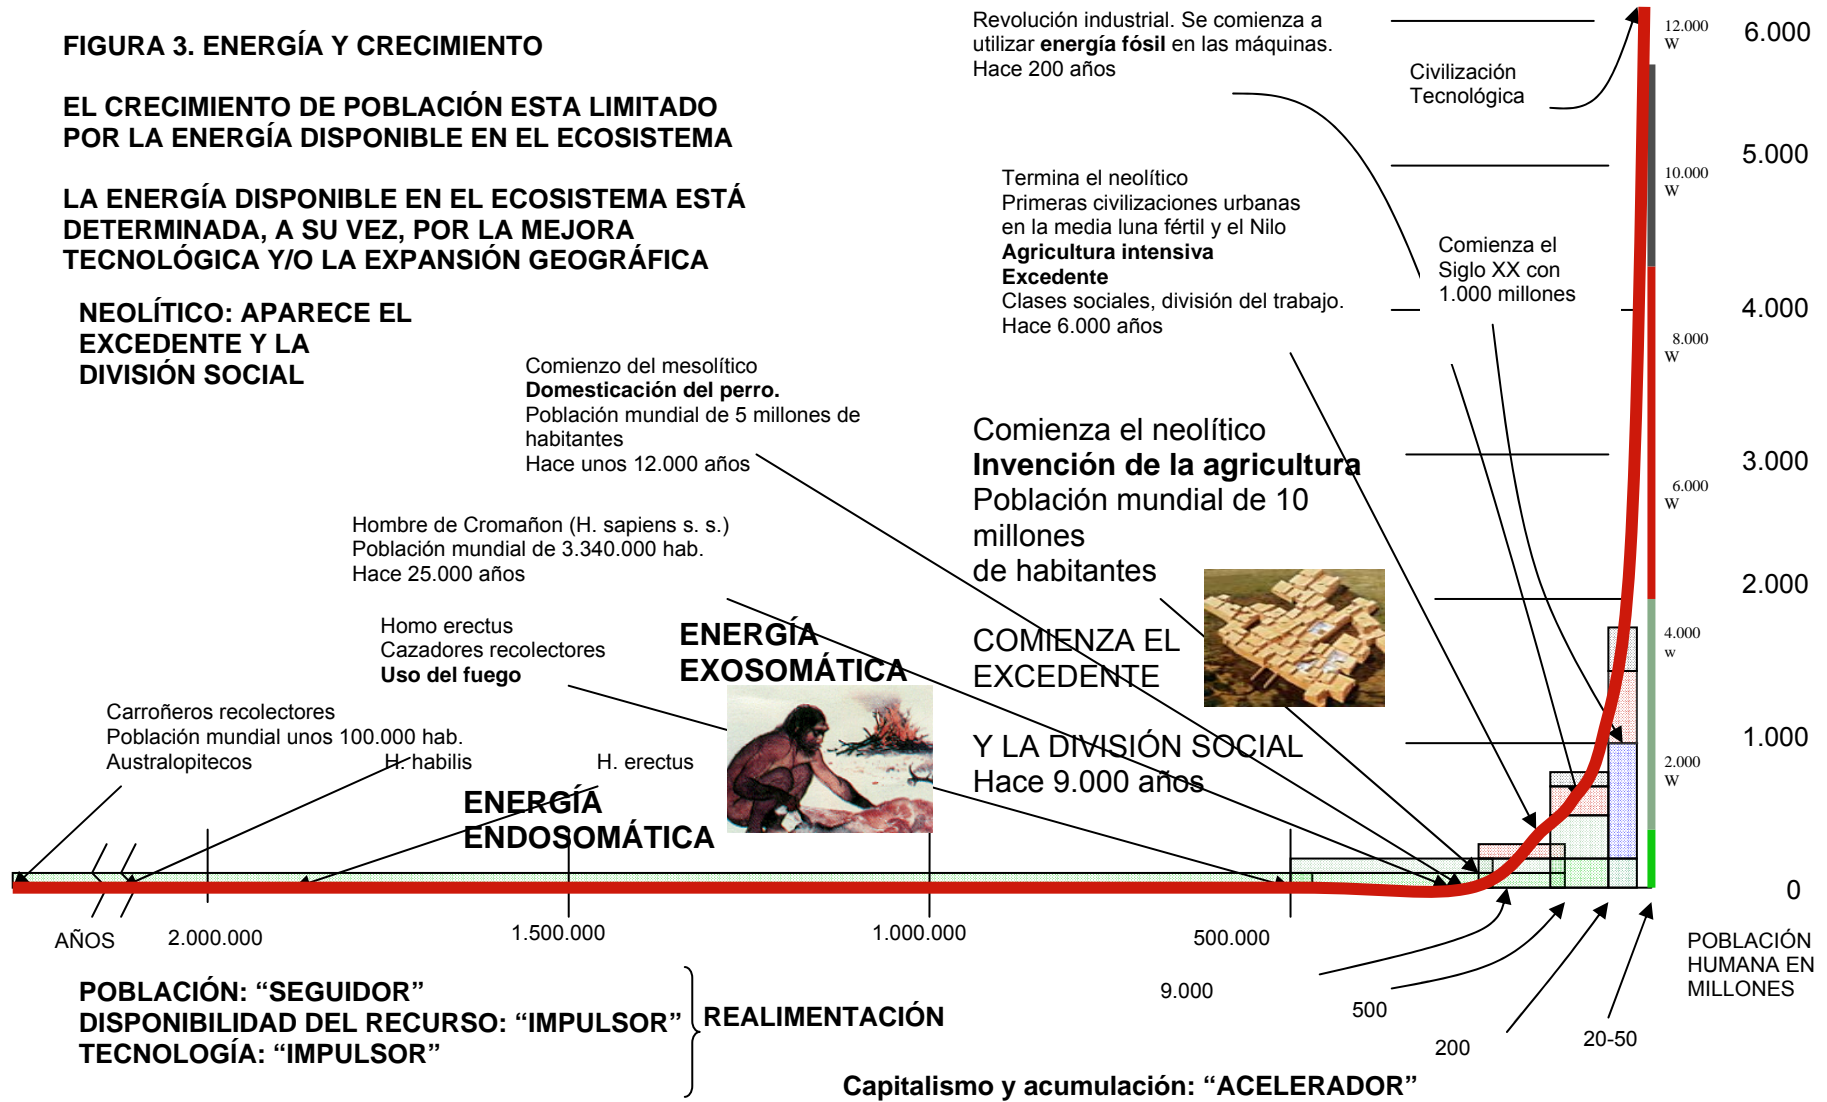 FIGURA 3. ENERGÍA Y CRECIMIENTO
EL CRECIMIENTO DE POBLACIÓN ESTA LIMITADO
POR LA ENERGÍA DISPONIBLE EN EL ECOSISTEMA
LA ENERGÍA DISPONIBLE EN EL ECOSISTEMA ESTÁ
DETERMINADA, A SU VEZ, POR LA MEJORA
TECNOLÓGICA Y/O LA EXPANSIÓN GEOGRÁFICA
NEOLÍTICO: APARECE EL
EXCEDENTE Y LA
DIVISIÓN SOCIAL
Revolución industrial. Se comienza a
utilizar energía fósil en las máquinas.
Hace 200 años
Civilización
Tecnológica
Termina el neolítico
Primeras civilizaciones urbanas
en la media luna fértil y el Nilo
Agricultura intensiva
Excedente
Clases sociales, división del trabajo.
Hace 6.000 años
Comienza el
Siglo XX con
1.000 millones
Comienzo del mesolítico
Domesticación del perro.
Población mundial de 5 millones de
habitantes
Hace unos 12.000 años
Comienza el neolítico
Invención de la agricultura
Población mundial de 10
millones
de habitantes
COMIENZA EL
EXCEDENTE
Y LA DIVISIÓN SOCIAL
Hace 9.000 años
Hombre de Cromañon (H. sapiens s. s.)
Población mundial de 3.340.000 hab.
Hace 25.000 años
Homo erectus
Cazadores recolectores
Uso del fuego
ENERGÍA
EXOSOMÁTICA
Carroñeros recolectores
Población mundial unos 100.000 hab.
Australopitecos H. habilis H. erectus
ENERGÍA
ENDOSOMÁTICA
12.000
W
10.000
W
8.000
W
6.000
W
4.000
w
2.000
W
6.000
5.000
4.000
3.000
2.000
1.000
0
AÑOS 2.000.000 1.500.000 1.000.000 500.000
9.000
500
200
20-50
POBLACIÓN
HUMANA EN
MILLONES
POBLACIÓN: “SEGUIDOR”
DISPONIBILIDAD DEL RECURSO: “IMPULSOR”
TECNOLOGÍA: “IMPULSOR”
REALIMENTACIÓN
Capitalismo y acumulación: “ACELERADOR”